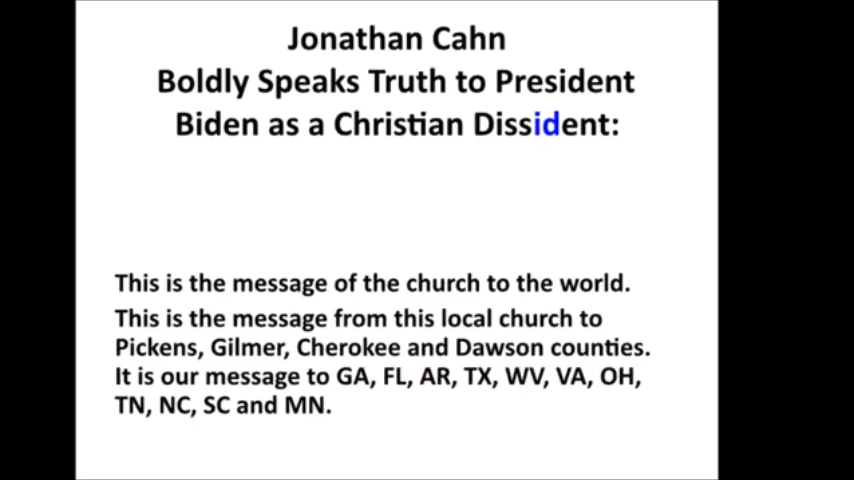 Jonathan Cahn
Boldly Speaks Truth to President
Biden as a Christian Dissident:
This is the message of the church to the world.
This is the message from this local church to
Pickens, Gilmer, Cherokee and Dawson counties.
It is our message to GA, FL, AR, TX, WV, VA, OH,
TN, NC, SC and MN.